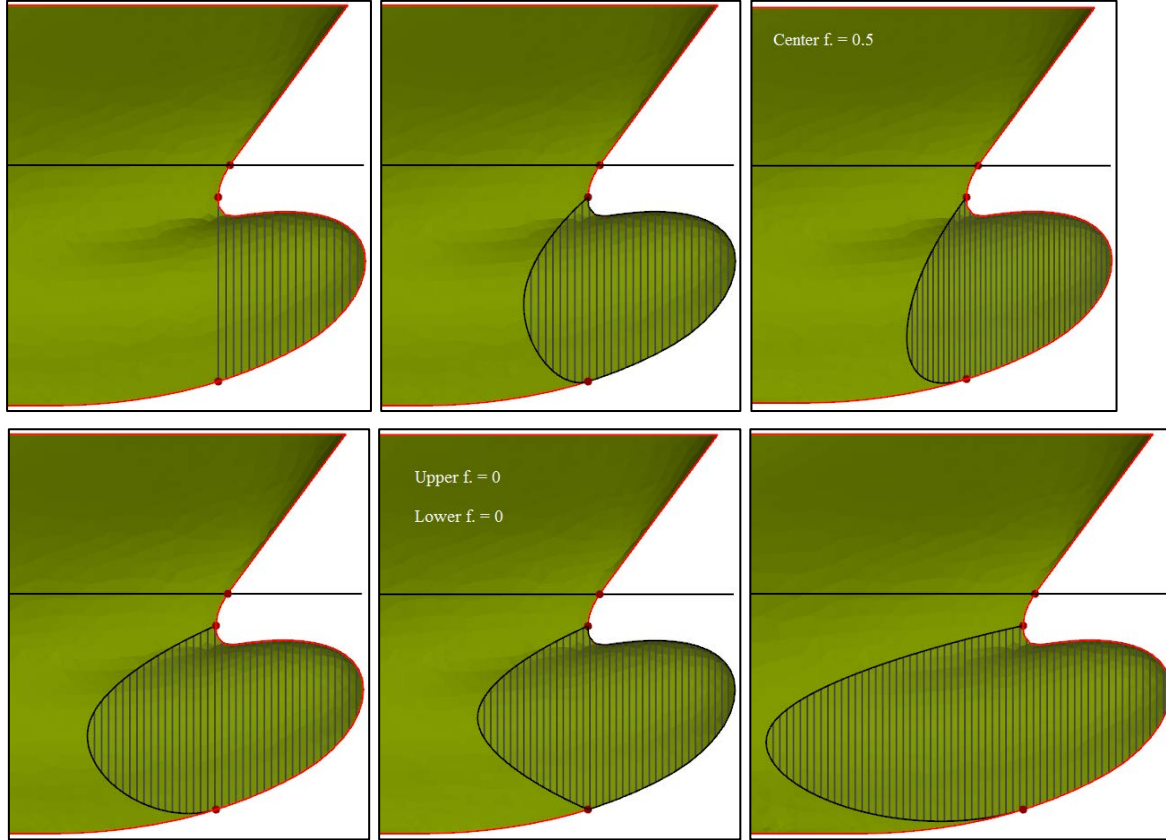 Center f. = 0.5
Upper f. = 0
Lower f. = 0